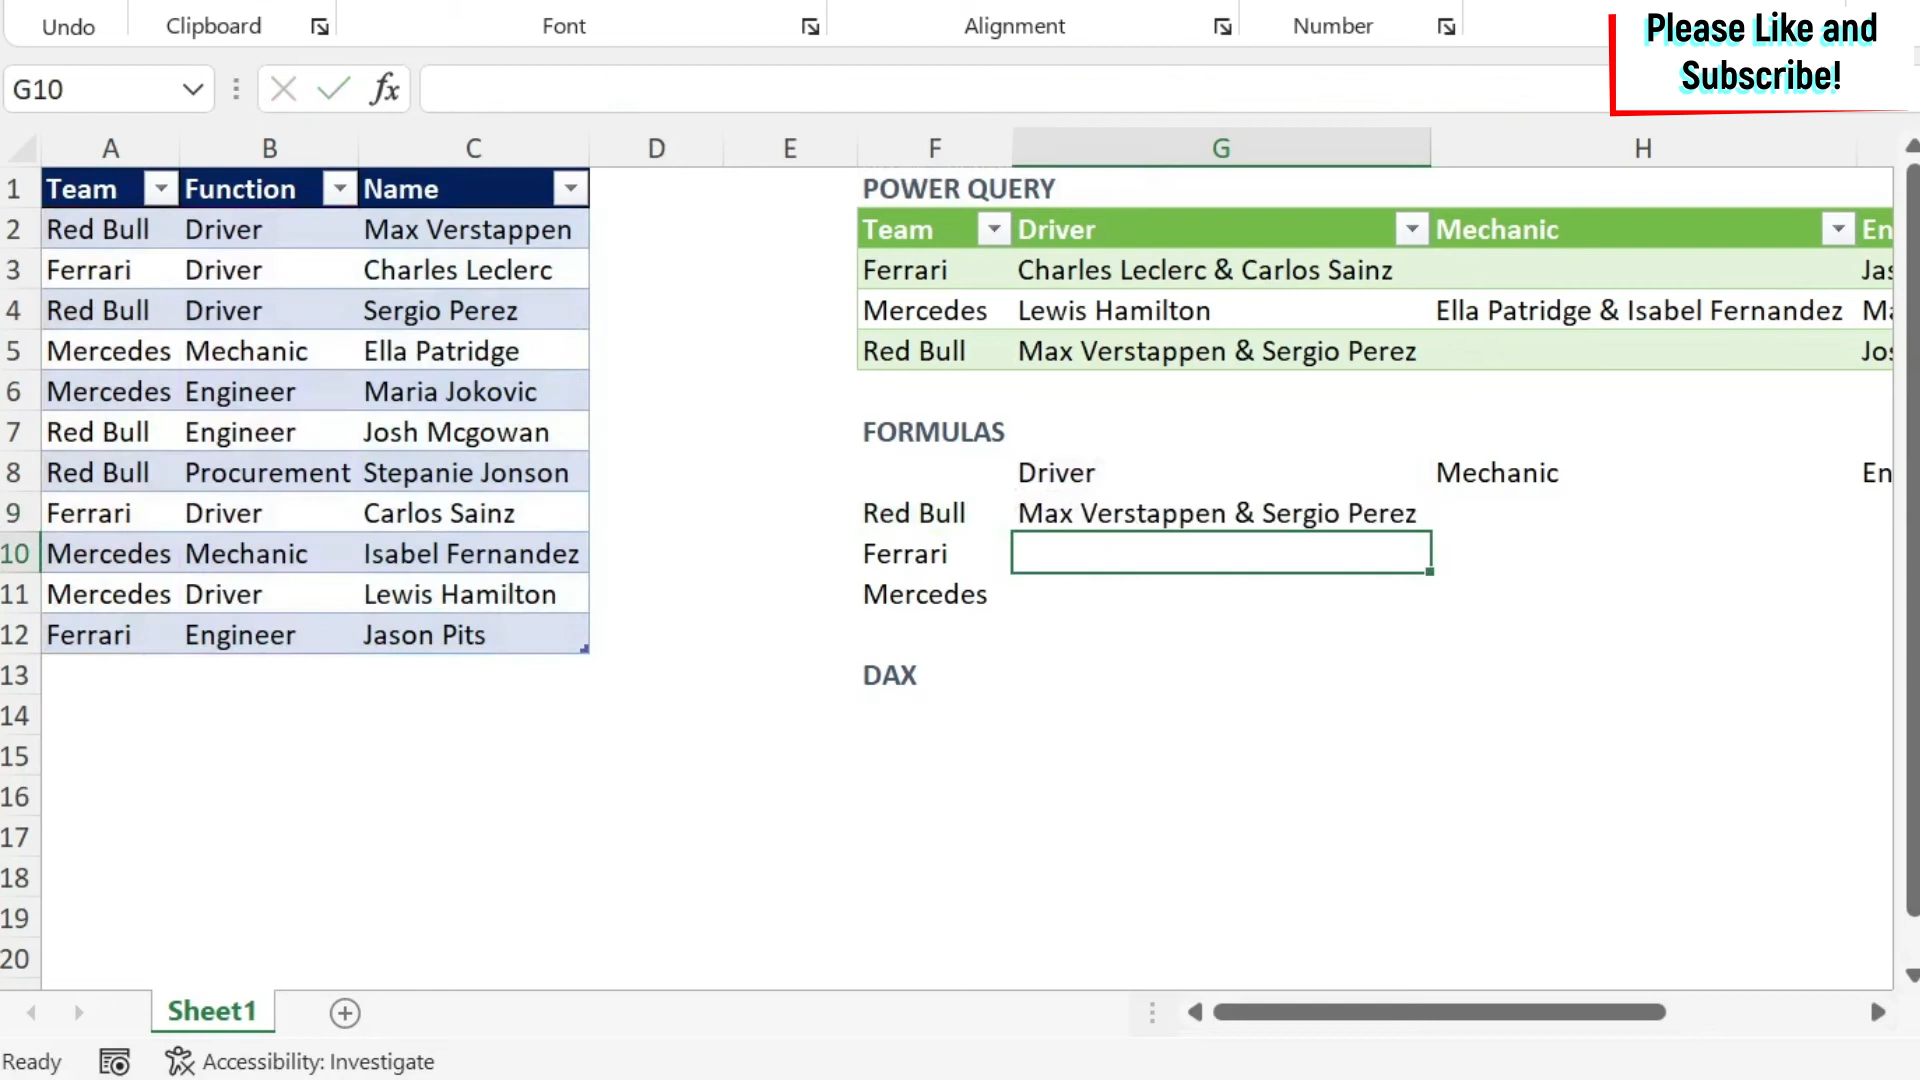 Undo Clipboard Font Alignment Number
Please Like and
Subscribe!
G10 fx
A B C D E F G H
1 Team Function Name POWER QUERY
2 Red Bull Driver Max Verstappen Team Driver Mechanic En
3 Ferrari Driver Charles Leclerc Ferrari Charles Leclerc & Carlos Sainz Jas
4 Red Bull Driver Sergio Perez Mercedes Lewis Hamilton Ella Patridge & Isabel Fernandez Ma
5 Mercedes Mechanic Ella Patridge Red Bull Max Verstappen & Sergio Perez Jos
6 Mercedes Engineer Maria Jokovic
7 Red Bull Engineer Josh Mcgowan FORMULAS
8 Red Bull Procurement Stepanie Jonson Driver Mechanic En
9 Ferrari Driver Carlos Sainz Red Bull Max Verstappen & Sergio Perez
10 Mercedes Mechanic Isabel Fernandez Ferrari
11 Mercedes Driver Lewis Hamilton Mercedes
12 Ferrari Engineer Jason Pits
13 DAX
14
15
16
17
18
19
20
Sheet1
Ready Accessibility: Investigate